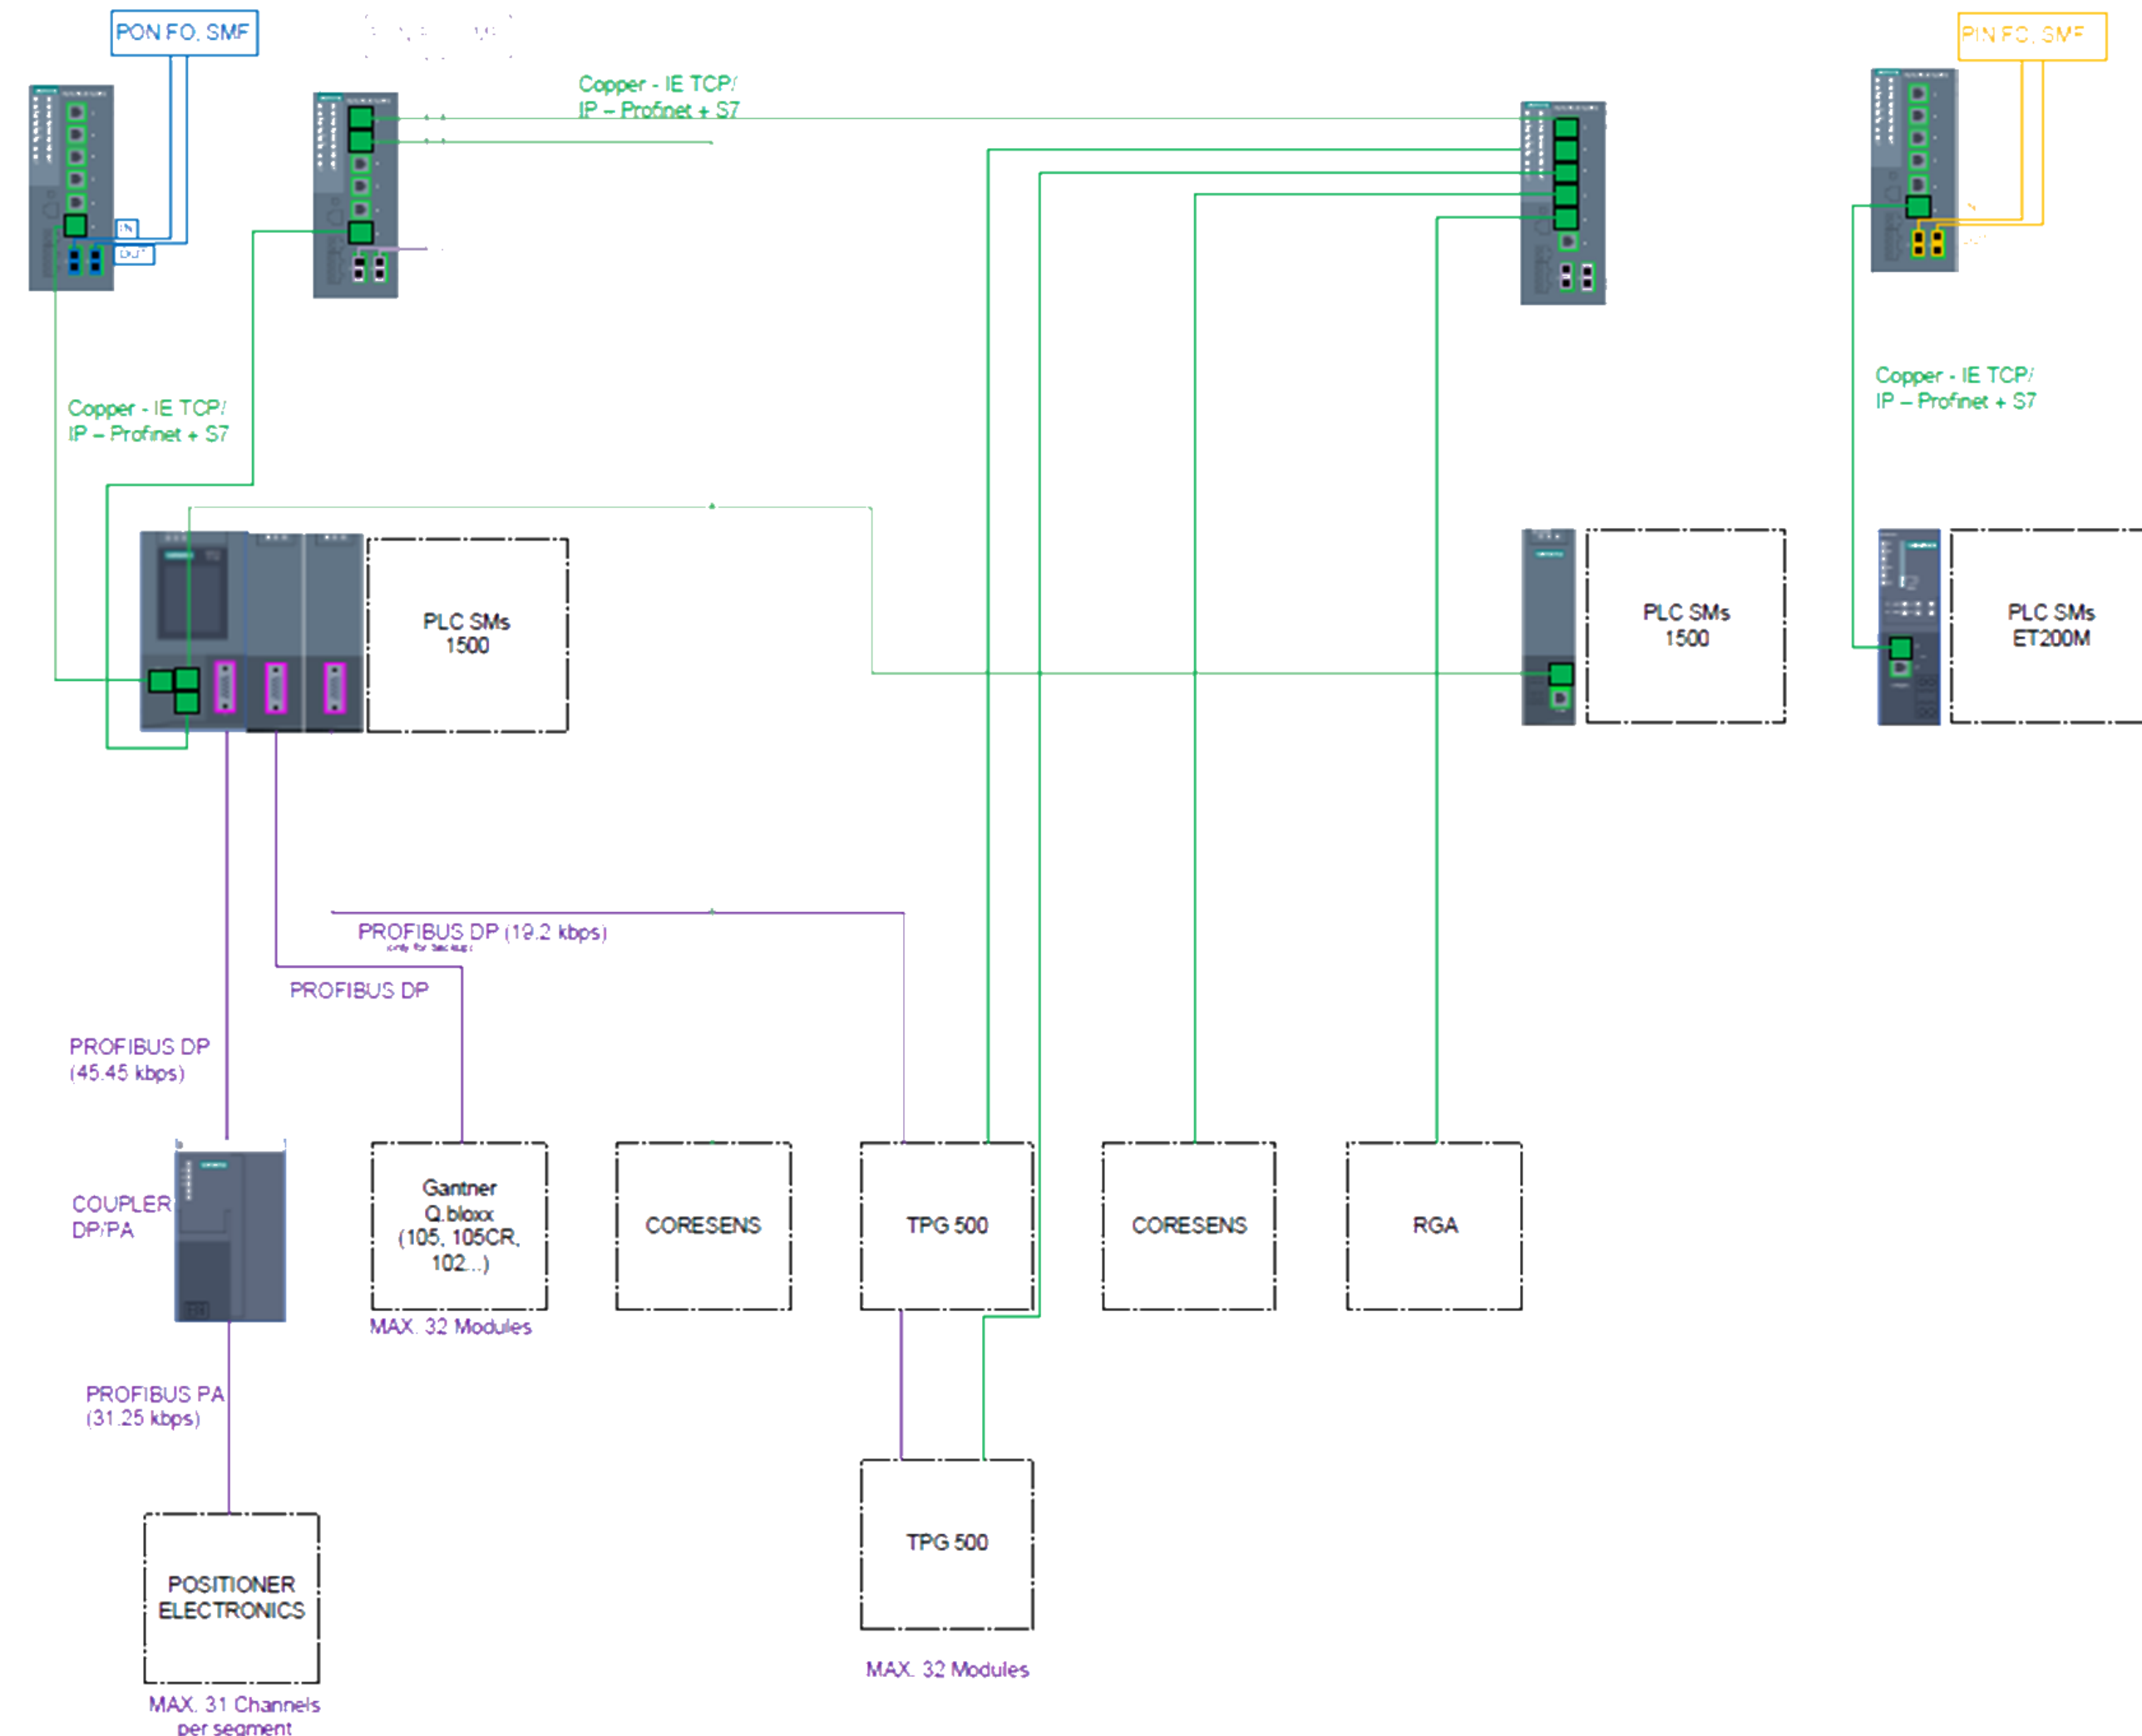 PON FO, SMF
PIN FO, SMF
Copper - IE TCP/
IP – Profinet + S7
IN
OUT
Copper - IE TCP/
IP – Profinet + S7
Copper - IE TCP/
IP – Profinet + S7
PLC SMs
1500
PLC SMs
1500
PLC SMs
ET200M
PROFIBUS DP (19.2 kbps)
PROFIBUS DP
PROFIBUS DP
(45.45 kbps)
COUPLER
DP/PA
Gantner
Q.bloxx
(105, 105CR,
102...)
CORESENS
TPG 500
CORESENS
RGA
MAX. 32 Modules
PROFIBUS PA
(31.25 kbps)
TPG 500
POSITIONER
ELECTRONICS
MAX. 32 Modules
MAX. 31 Channels
per segment